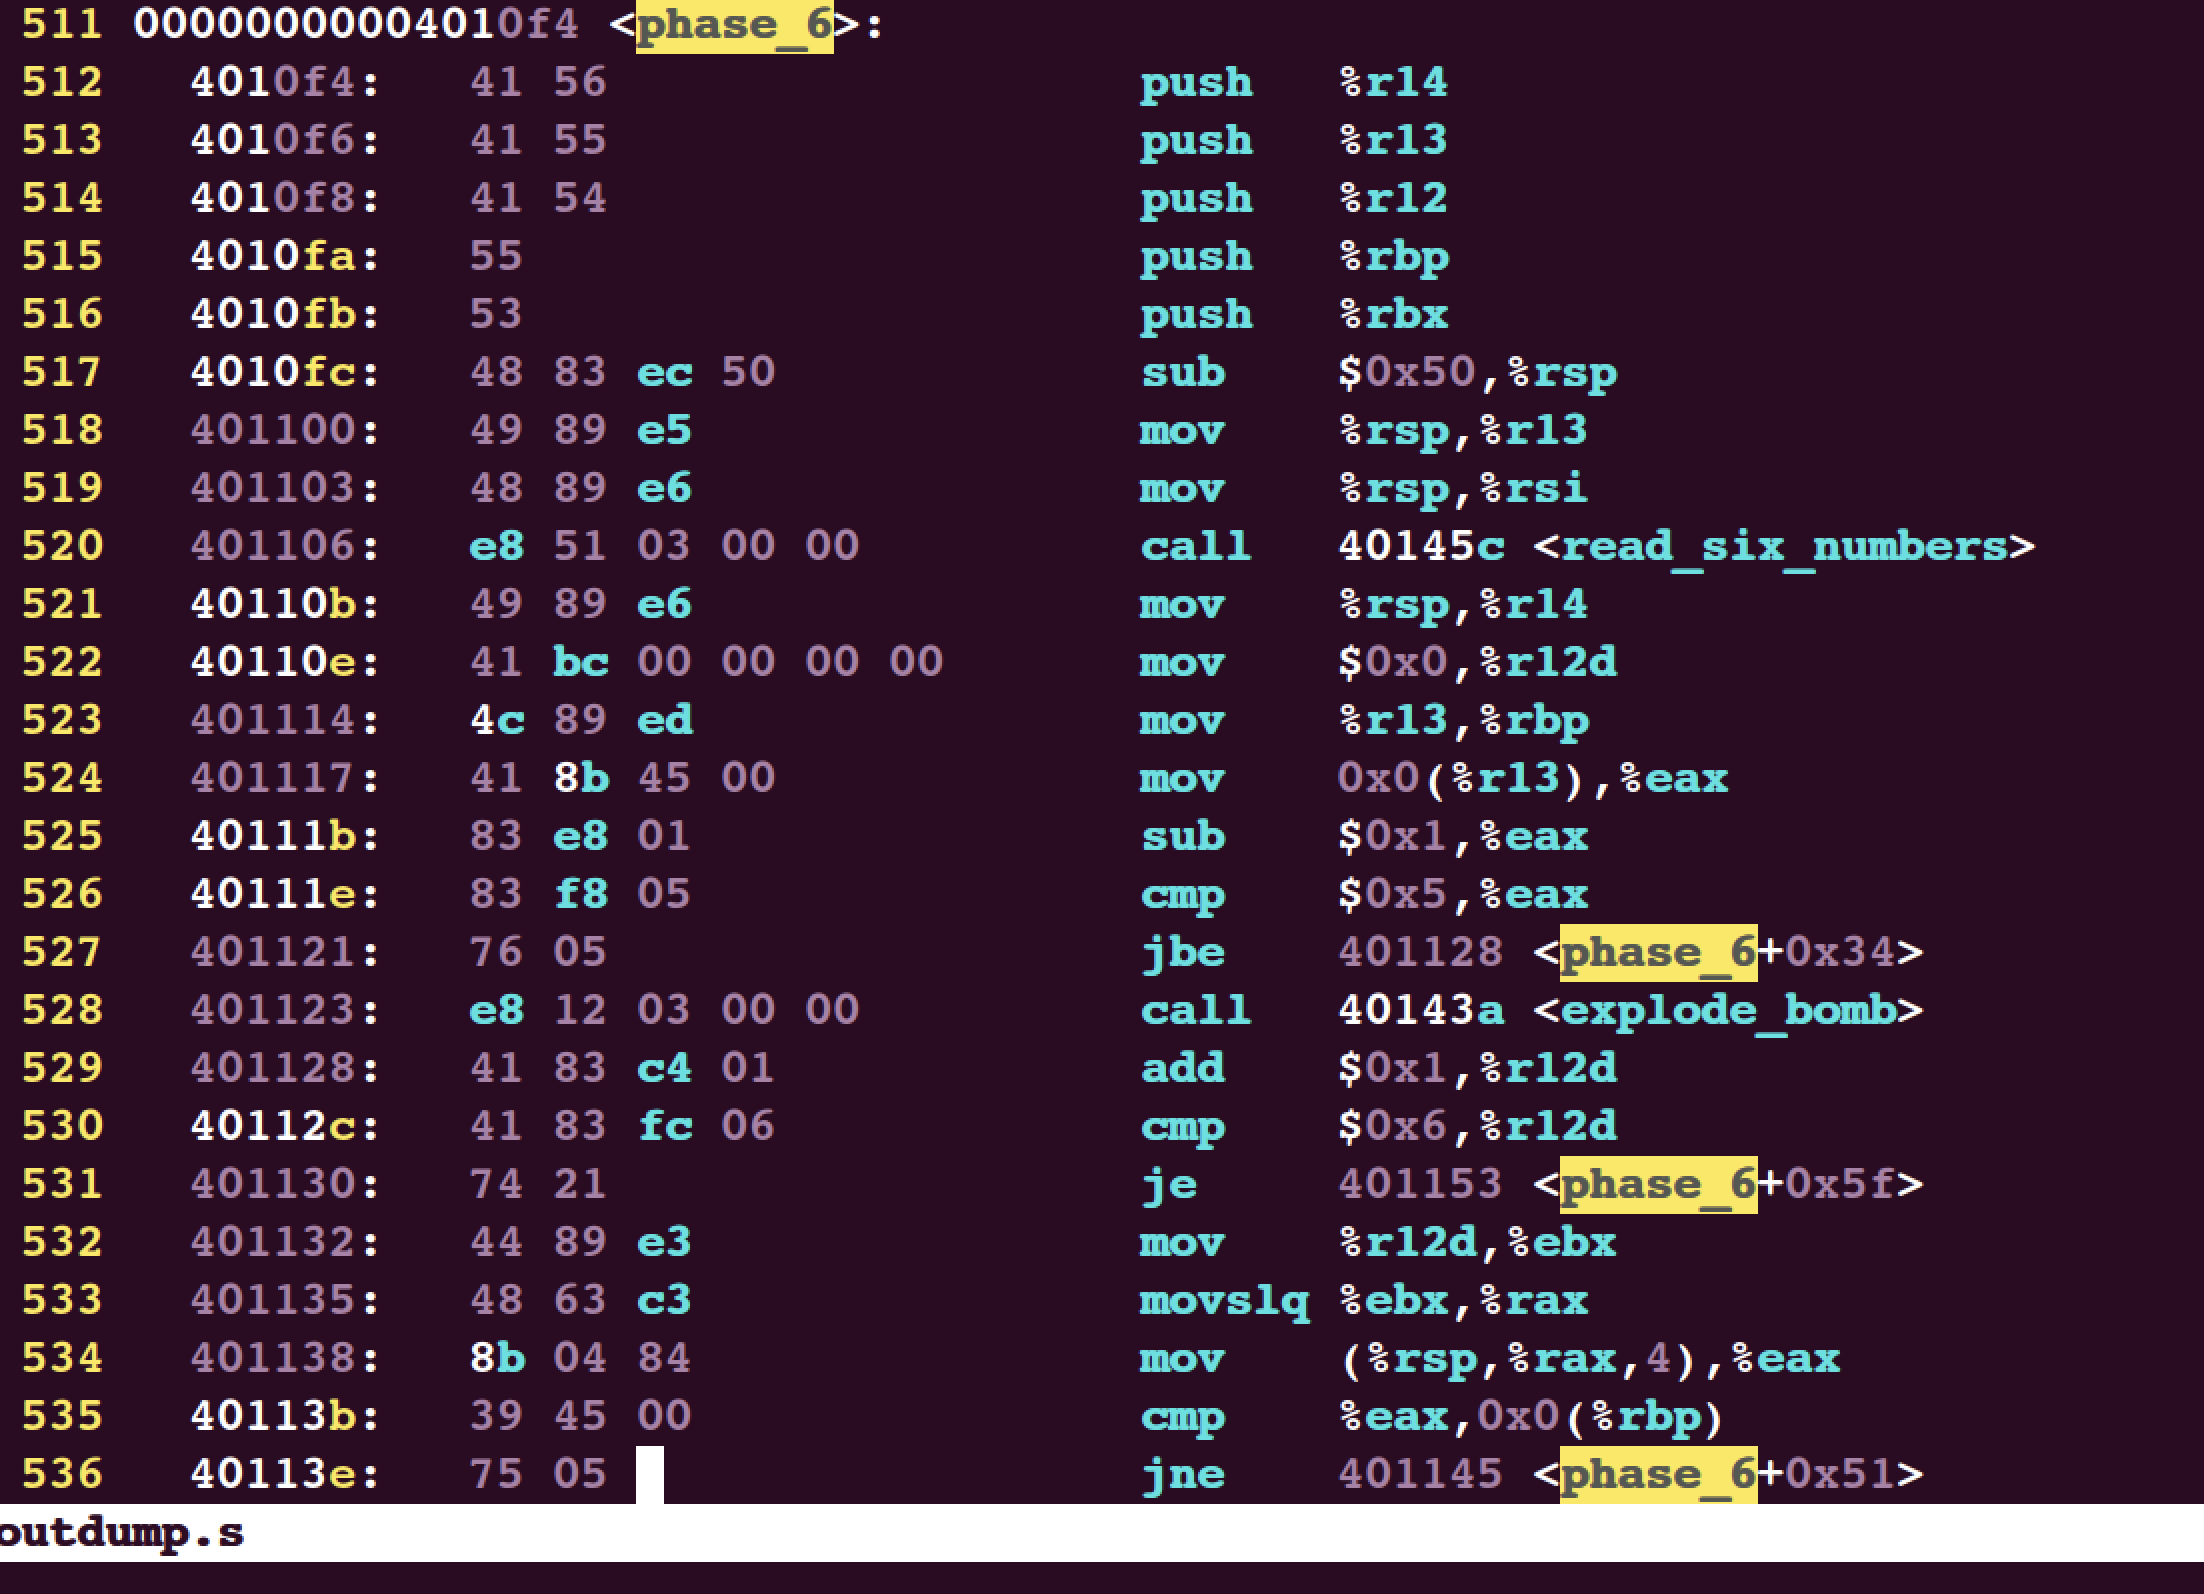 511 00000000004010f4 <phase_6>:
512   4010f4:   41 56                   push   %r14
513   4010f6:   41 55                   push   %r13
514   4010f8:   41 54                   push   %r12
515   4010fa:   55                      push   %rbp
516   4010fb:   53                      push   %rbx
517   4010fc:   48 83 ec 50             sub    $0x50,%rsp
518   401100:   49 89 e5                mov    %rsp,%r13
519   401103:   48 89 e6                mov    %rsp,%rsi
520   401106:   e8 51 03 00 00          call   40145c <read_six_numbers>
521   40110b:   49 89 e6                mov    %rsp,%r14
522   40110e:   41 bc 00 00 00 00       mov    $0x0,%r12d
523   401114:   4c 89 ed                mov    %r13,%rbp
524   401117:   41 8b 45 00             mov    0x0(%r13),%eax
525   40111b:   83 e8 01                sub    $0x1,%eax
526   40111e:   83 f8 05                cmp    $0x5,%eax
527   401121:   76 05                   jbe    401128 <phase_6+0x34>
528   401123:   e8 12 03 00 00          call   40143a <explode_bomb>
529   401128:   41 83 c4 01             add    $0x1,%r12d
530   40112c:   41 83 fc 06             cmp    $0x6,%r12d
531   401130:   74 21                   je     401153 <phase_6+0x5f>
532   401132:   44 89 e3                mov    %r12d,%ebx
533   401135:   48 63 c3                movslq %ebx,%rax
534   401138:   8b 04 84                mov    (%rsp,%rax,4),%eax
535   40113b:   39 45 00                cmp    %eax,0x0(%rbp)
536   40113e:   75 05                   jne    401145 <phase_6+0x51>
outdump.s